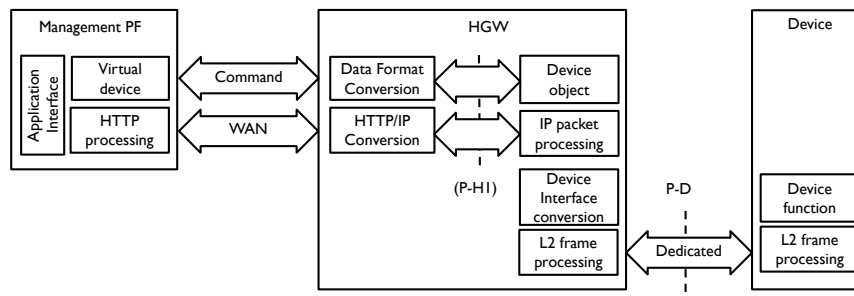 Management PF
Application
Interface
Virtual
device
HTTP
processing
Command
WAN
HGW
Data Format
Conversion
HTTP/IP
Conversion
Device
object
IP packet
processing
(P-H1)
Device
Interface
conversion
L2 frame
processing
P-D
Dedicated
Device
Device
function
L2 frame
processing